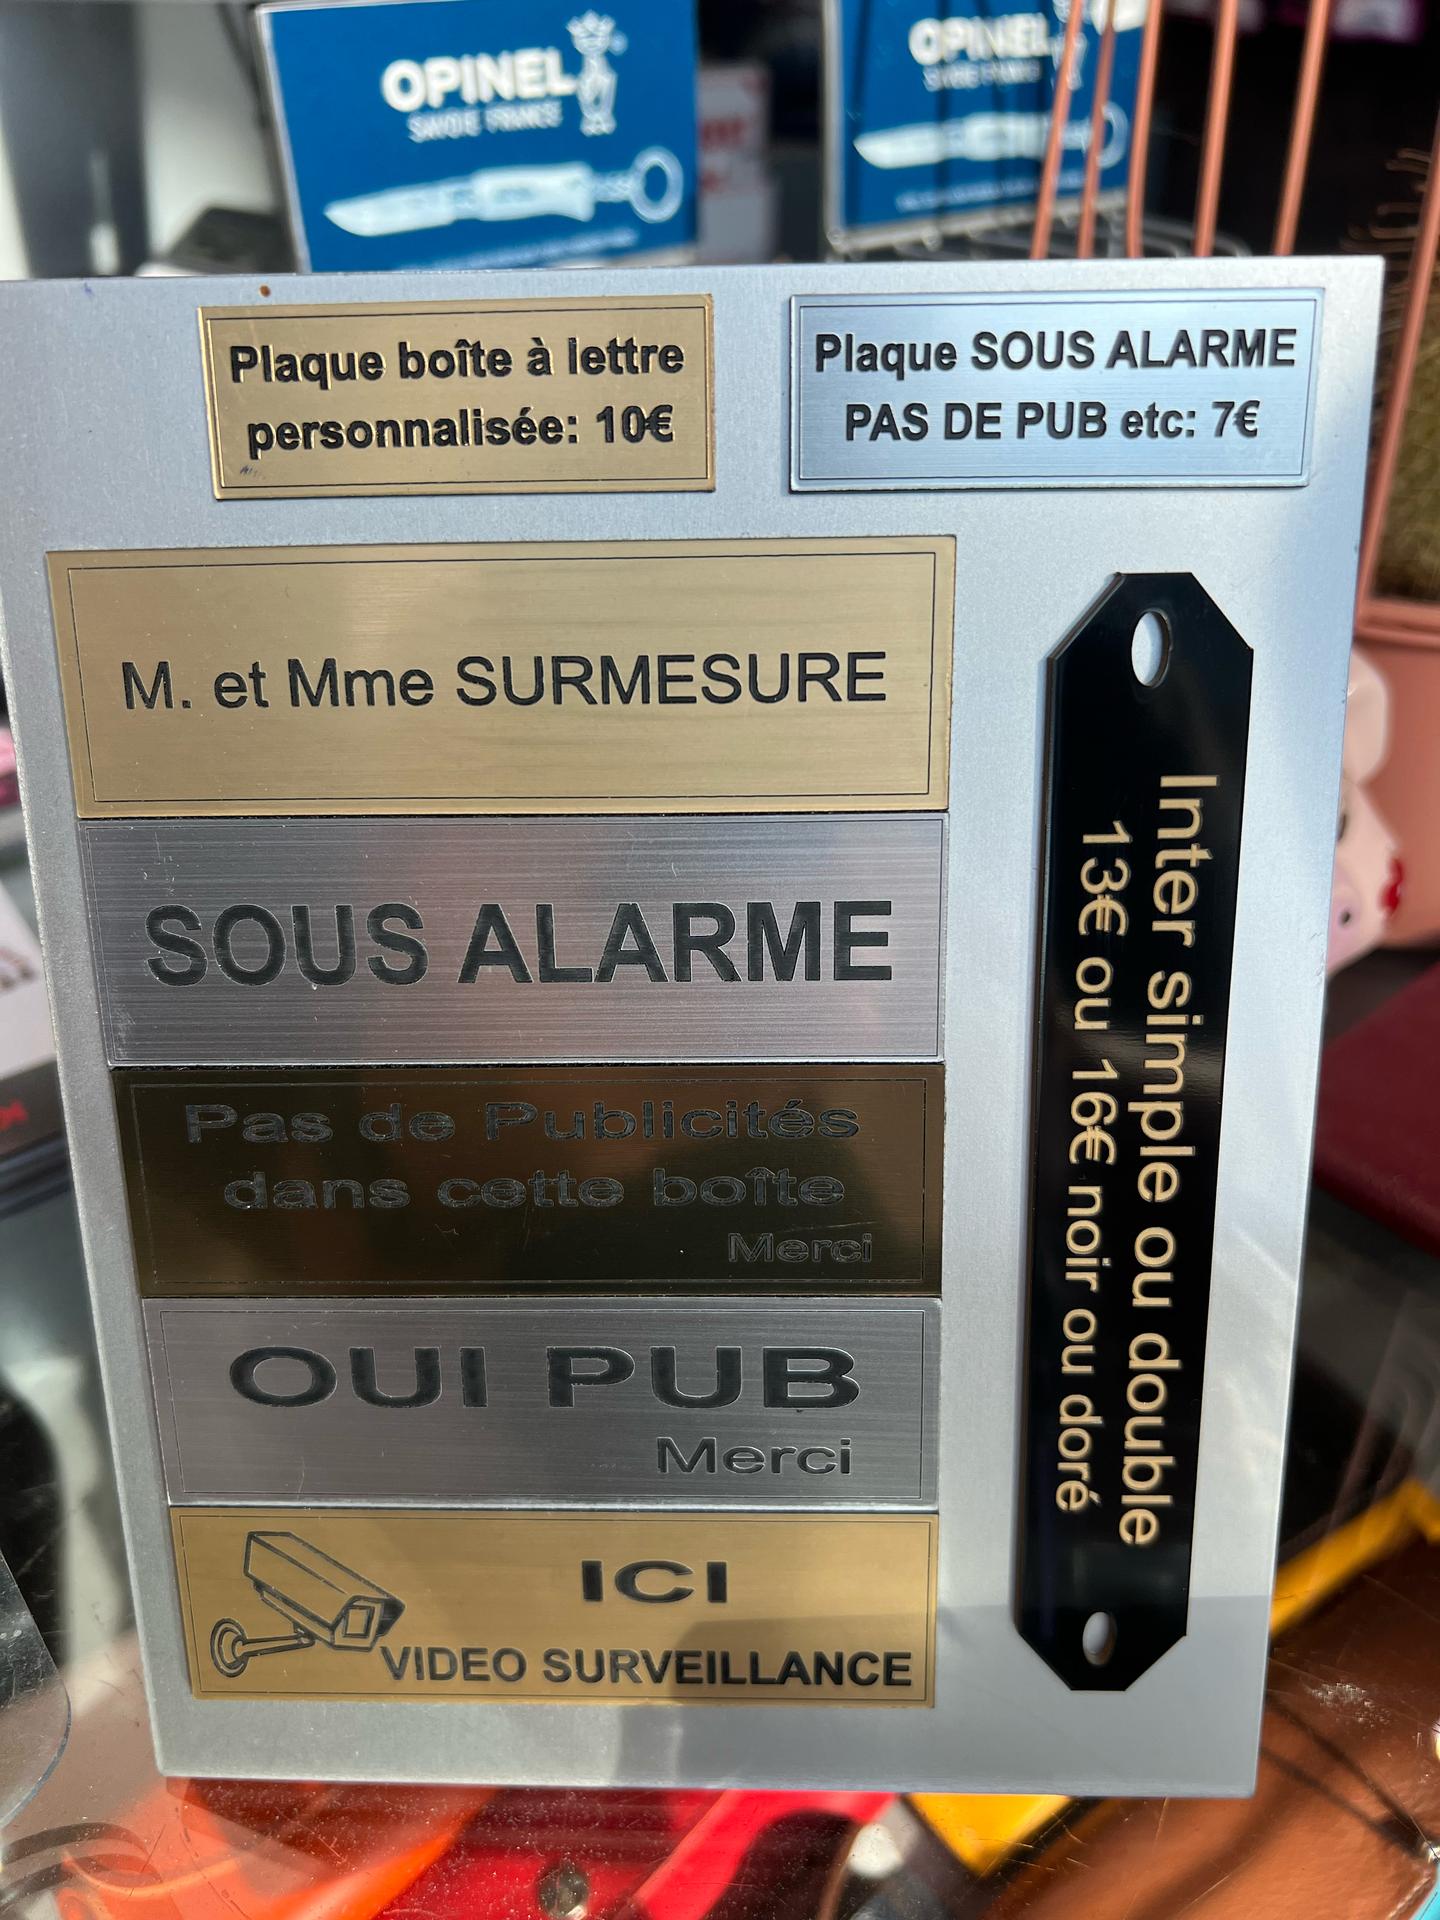 OPINEL
SAVOIE FRANCE
OPINEL
SAVOIE FRANCE
Plaque boîte à lettre
personnalisée: 10€
Plaque SOUS ALARME
PAS DE PUB etc: 7€
M. et Mme SURMESURE
SOUS ALARME
Pas de Publicités
dans cette boîte
Merci
OUI PUB
Merci
ICI
VIDEO SURVEILLANCE
Inter simple ou double
13€ ou 16€ noir ou doré